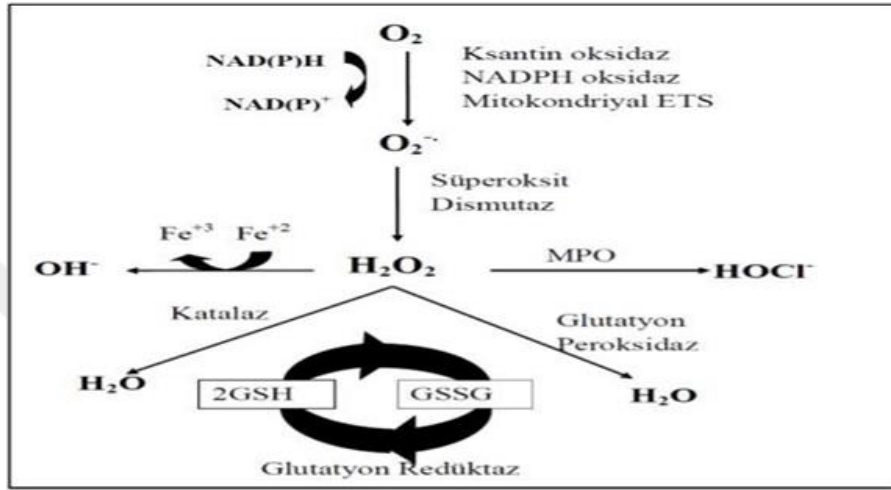 O₂
NAD(P)H
NAD(P)⁺
Ksantin oksidaz
NADPH oksidaz
Mitokondriyal ETS
O₂⁻·
Süperoksit
Dismutaz
Fe⁺³ Fe⁺²
OH⁻
H₂O₂
MPO
HOCl⁻
Katalaz
Glutatyon
Peroksidaz
H₂O
2GSH
GSSG
H₂O
Glutatyon Redüktaz